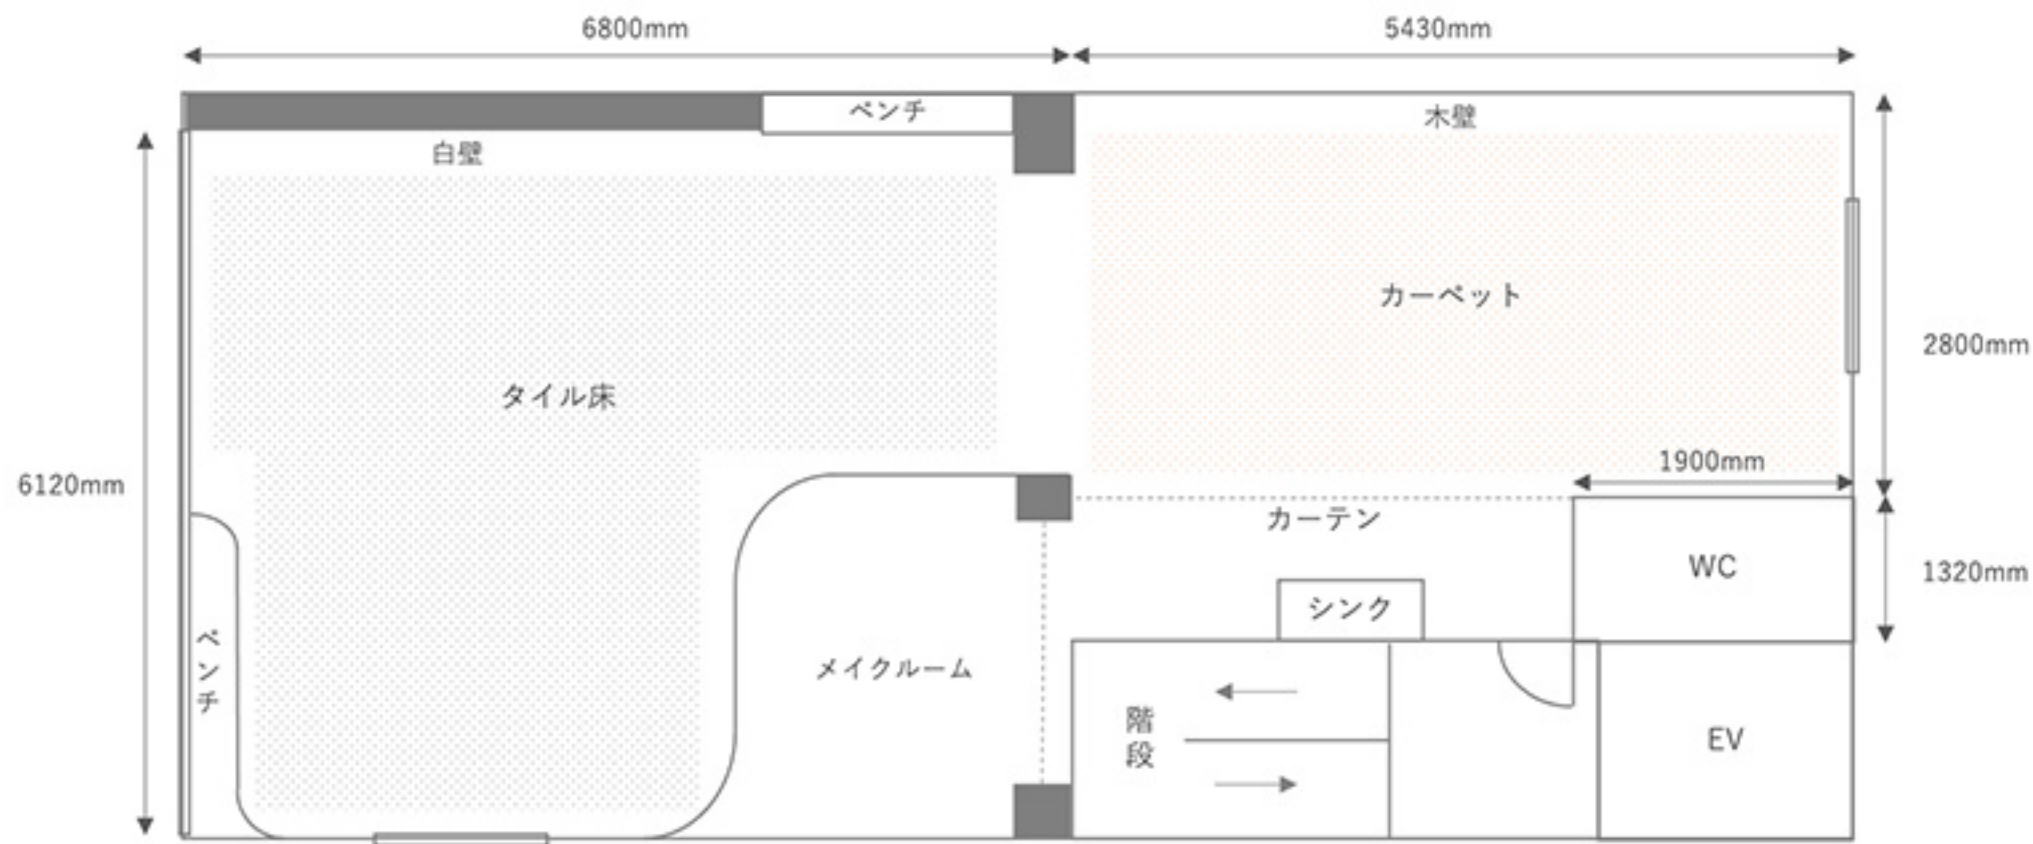 6800mm
5430mm
ベンチ
木壁
白壁
カーペット
2800mm
タイル床
1900mm
6120mm
カーテン
WC
1320mm
シンク
ベンチ
メイクルーム
階段
EV